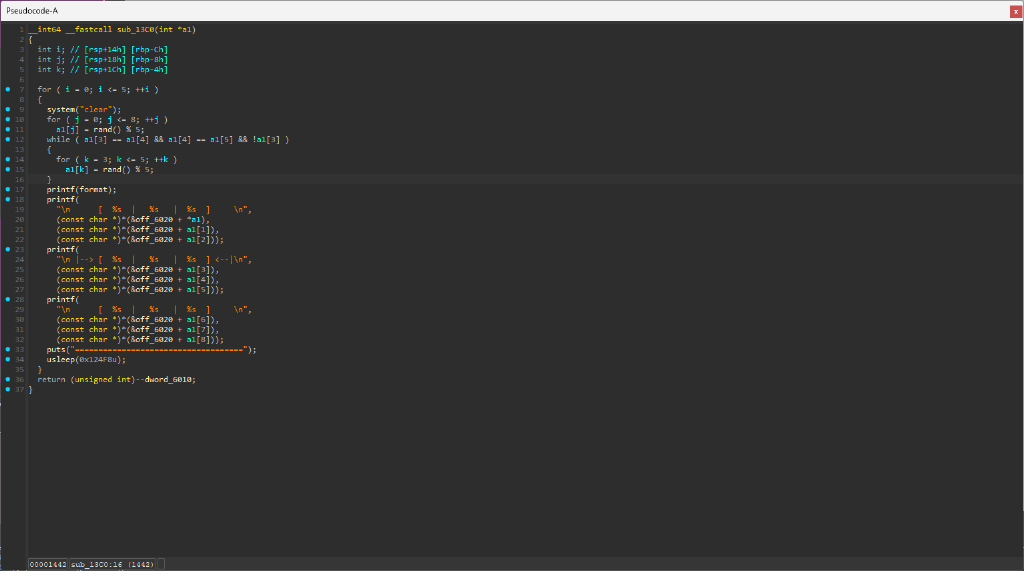 Pseudocode-A
x
1 __int64 __fastcall sub_13C0(int *a1)
2 {
3 int i; // [rsp+14h] [rbp-Ch]
4 int j; // [rsp+18h] [rbp-8h]
5 int k; // [rsp+1Ch] [rbp-4h]
6
7 for ( i = 0; i <= 5; ++i )
8 {
9 system("clear");
10 for ( j = 0; j <= 8; ++j )
11 a1[j] = rand() % 5;
12 while ( a1[3] == a1[4] && a1[4] == a1[5] && !a1[3] )
13 {
14 for ( k = 3; k <= 5; ++k )
15 a1[k] = rand() % 5;
16 }
17 printf(format);
18 printf(
19 "\n [ %s | %s | %s ] \n",
20 (const char *)*(&off_6020 + *a1),
21 (const char *)*(&off_6020 + a1[1]),
22 (const char *)*(&off_6020 + a1[2]));
23 printf(
24 "\n |--> [ %s | %s | %s ] <--|\n",
25 (const char *)*(&off_6020 + a1[3]),
26 (const char *)*(&off_6020 + a1[4]),
27 (const char *)*(&off_6020 + a1[5]));
28 printf(
29 "\n [ %s | %s | %s ] \n",
30 (const char *)*(&off_6020 + a1[6]),
31 (const char *)*(&off_6020 + a1[7]),
32 (const char *)*(&off_6020 + a1[8]));
33 puts("====================================");
34 usleep(0x124F8u);
35 }
36 return (unsigned int)--dword_6010;
37 }
00001442 sub_13C0:16 (1442)